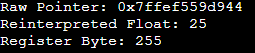 Raw Pointer: 0x7ffef559d944
Reinterpreted Float: 25
Register Byte: 255